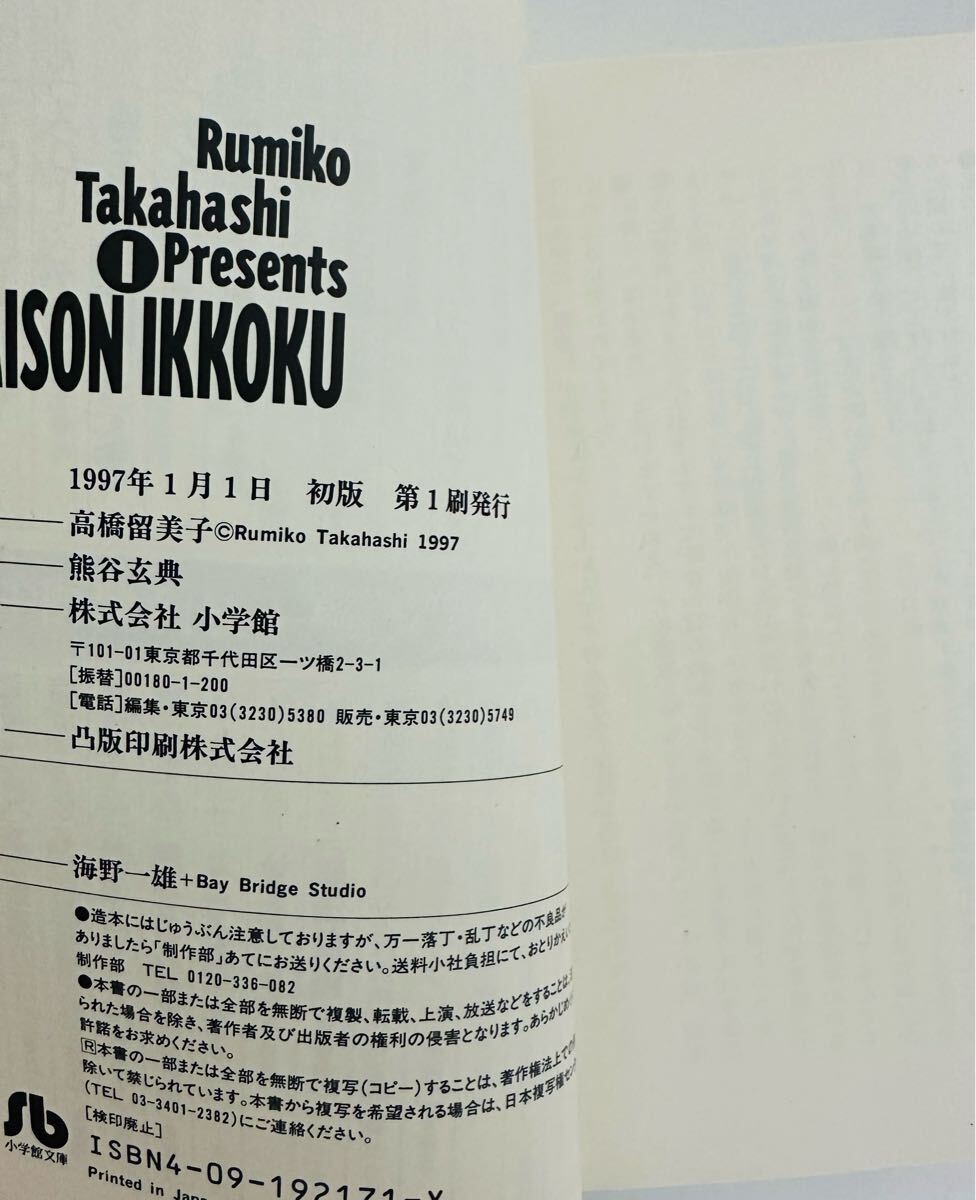 Rumiko
Takahashi
1 Presents
ISON IKKOKU
1997年1月1日 初版 第1刷発行
高橋留美子©Rumiko Takahashi 1997
熊谷玄典
株式会社 小学館
〒101-01東京都千代田区一ツ橋2-3-1
[振替]00180-1-200
[電話]編集・東京03(3230)5380 販売・東京03(3230)5749
凸版印刷株式会社
海野一雄+Bay Bridge Studio
●造本にはじゅうぶん注意しておりますが、万一落丁・乱丁などの不良品が
ありましたら「制作部」あてにお送りください。送料小社負担にて、おとりかえい
制作部 TEL 0120-336-082
●本書の一部または全部を無断で複製、転載、上演、放送などをすることは、
られた場合を除き、著作者及び出版者の権利の侵害となります。あらかじめ
許諾をお求めください。
R本書の一部または全部を無断で複写(コピー)することは、著作権法上での
除いて禁じられています。本書から複写を希望される場合は、日本複写権セン
(TEL 03-3401-2382)にご連絡ください。
[検印廃止]
Sb
小学館文庫
ISBN4-09-192171-X
Printed in Japa